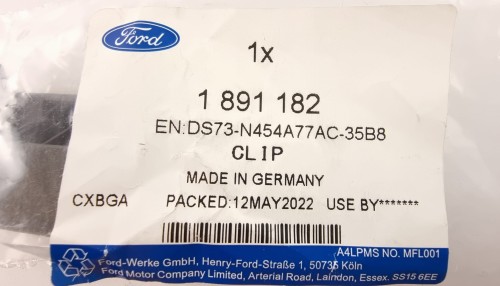 Ford
1x
1 891 182
EN:DS73-N454A77AC-35B8
CLIP
MADE IN GERMANY
CXBGA PACKED:12MAY2022 USE BY*******
A4LPMS NO. MFL001
Ford-Werke GmbH, Henry-Ford-Straße 1, 50735 Köln
Ford Motor Company Limited, Arterial Road, Laindon, Essex. SS15 6EE